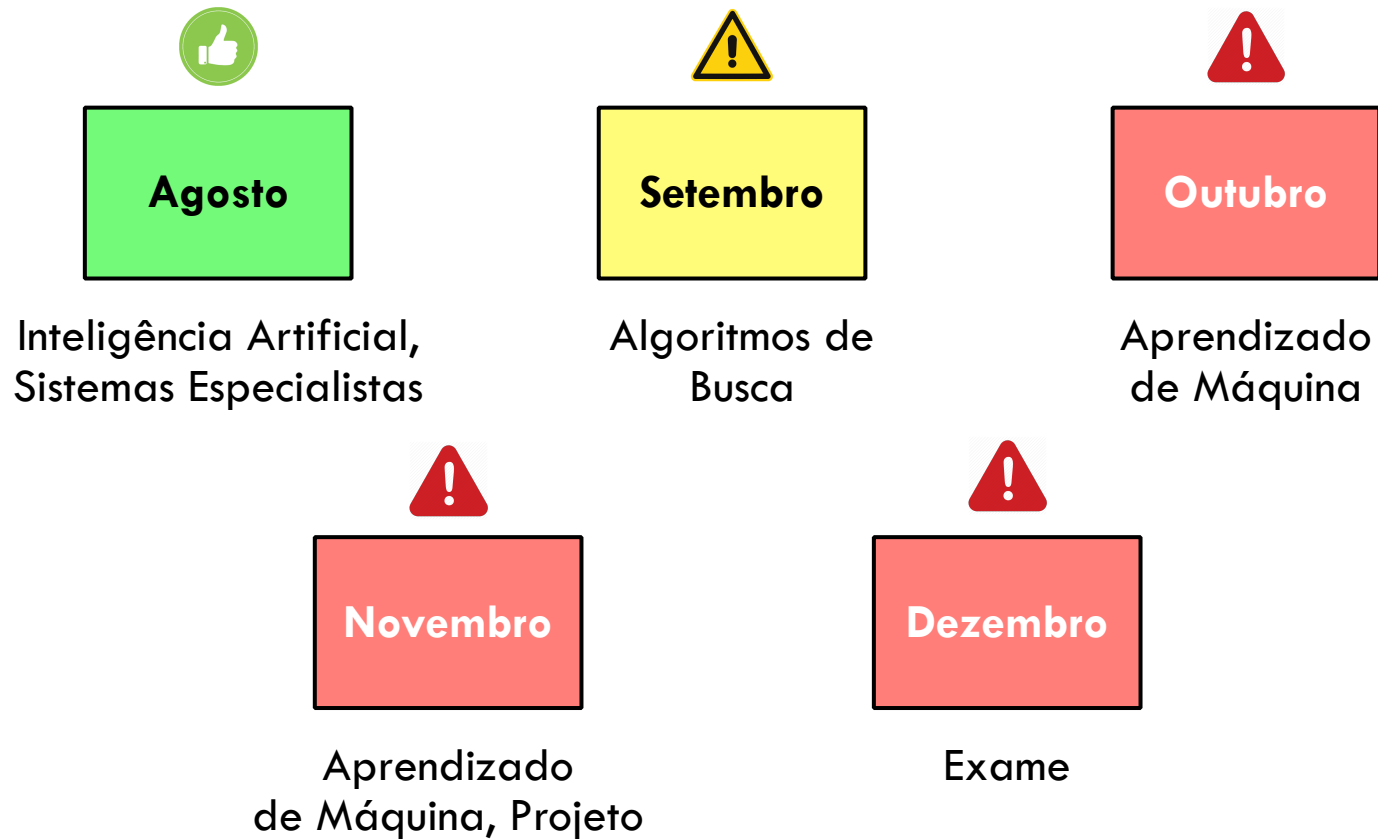 Agosto
Setembro
Outubro
Inteligência Artificial,
Sistemas Especialistas
Algoritmos de
Busca
Aprendizado
de Máquina
Novembro
Dezembro
Aprendizado
de Máquina, Projeto
Exame